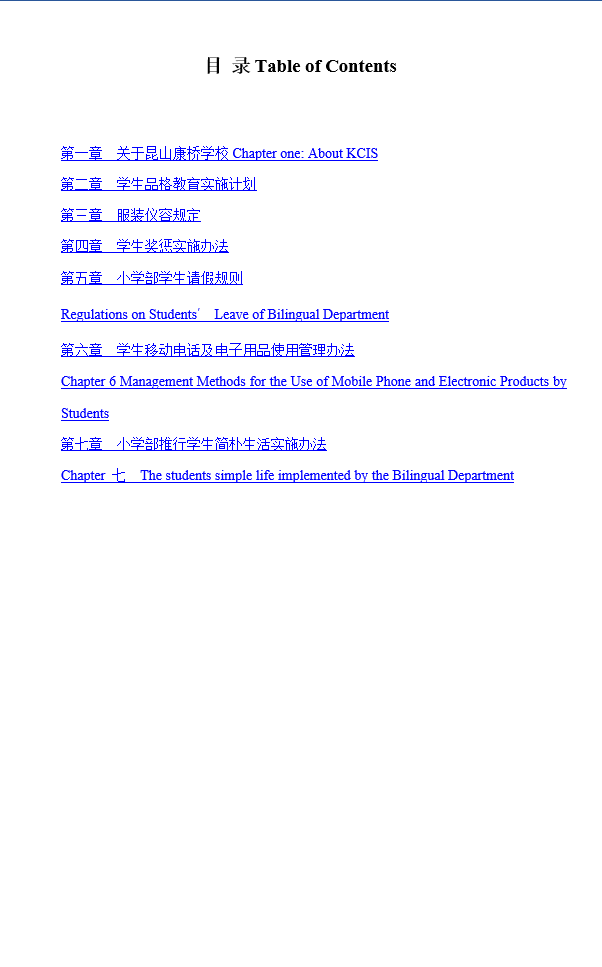 目 录 Table of Contents
第一章 关于昆山康桥学校 Chapter one: About KCIS
第二章 学生品格教育实施计划
第三章 服装仪容规定
第四章 学生奖惩实施办法
第五章 小学部学生请假规则
Regulations on Students' Leave of Bilingual Department
第六章 学生移动电话及电子用品使用管理办法
Chapter 6 Management Methods for the Use of Mobile Phone and Electronic Products by
Students
第七章 小学部推行学生简朴生活实施办法
Chapter 七 The students simple life implemented by the Bilingual Department